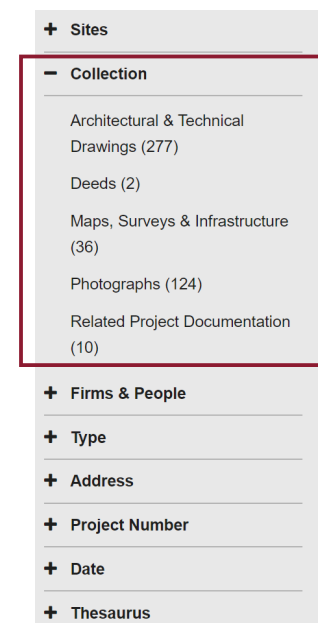 Sites
Collection
Architectural & Technical
Drawings (277)
Deeds (2)
Maps, Surveys & Infrastructure
(36)
Photographs (124)
Related Project Documentation
(10)
Firms & People
Type
Address
Project Number
Date
Thesaurus